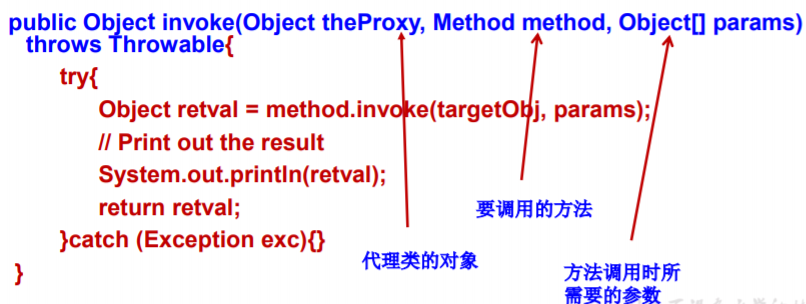 public Object invoke(Object theProxy, Method method, Object[] params)
throws Throwable{
try{
Object retval = method.invoke(targetObj, params);
// Print out the result
System.out.println(retval);
return retval;
}catch (Exception exc){}
}
要调用的方法
代理类的对象
方法调用时所
需要的参数